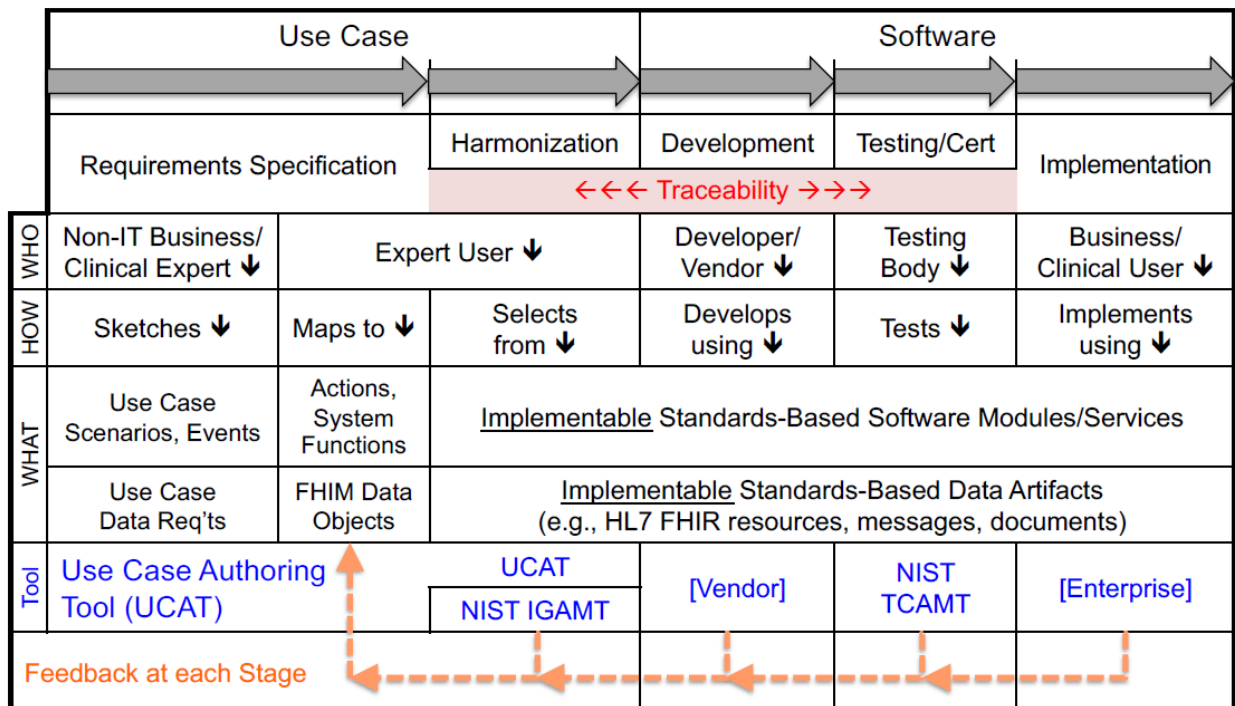 Use Case
Software
Requirements Specification
Harmonization
Development
Testing/Cert
Implementation
←←← Traceability →→→
WHO
Non-IT Business/
Clinical Expert 🡻
Expert User 🡻
Developer/
Vendor 🡻
Testing
Body 🡻
Business/
Clinical User 🡻
HOW
Sketches 🡻
Maps to 🡻
Selects
from 🡻
Develops
using 🡻
Tests 🡻
Implements
using 🡻
WHAT
Use Case
Scenarios, Events
Actions,
System
Functions
Implementable Standards-Based Software Modules/Services
Use Case
Data Req'ts
FHIM Data
Objects
Implementable Standards-Based Data Artifacts
(e.g., HL7 FHIR resources, messages, documents)
Tool
Use Case Authoring
Tool (UCAT)
UCAT
NIST IGAMT
[Vendor]
NIST
TCAMT
[Enterprise]
Feedback at each Stage